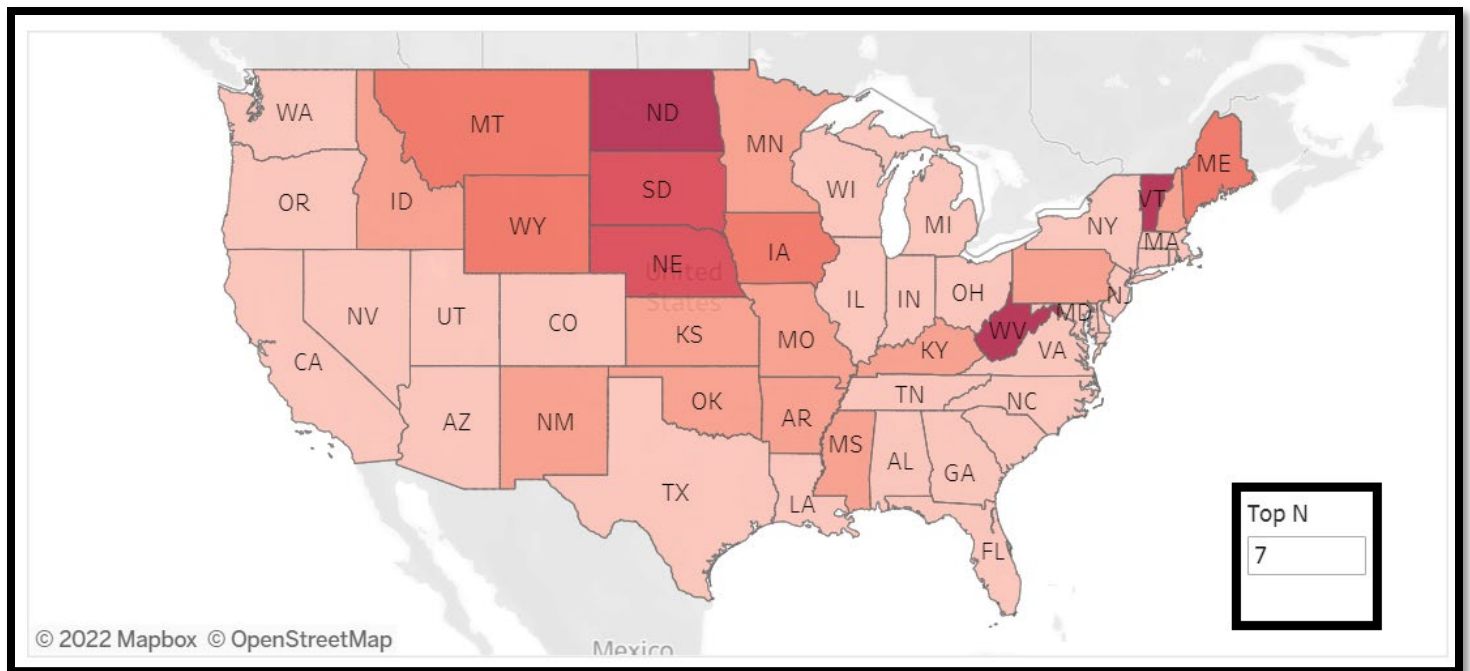 WA
MT
ND
MN
ME
OR
ID
WY
SD
WI
MI
NY
VT
MA
NV
UT
CO
NE
United
States
IA
IL
IN
OH
NJ
MD
CA
KS
MO
KY
WV
VA
AZ
NM
OK
AR
TN
NC
TX
LA
MS
AL
GA
FL
Top N
7
© 2022 Mapbox © OpenStreetMap
Mexico